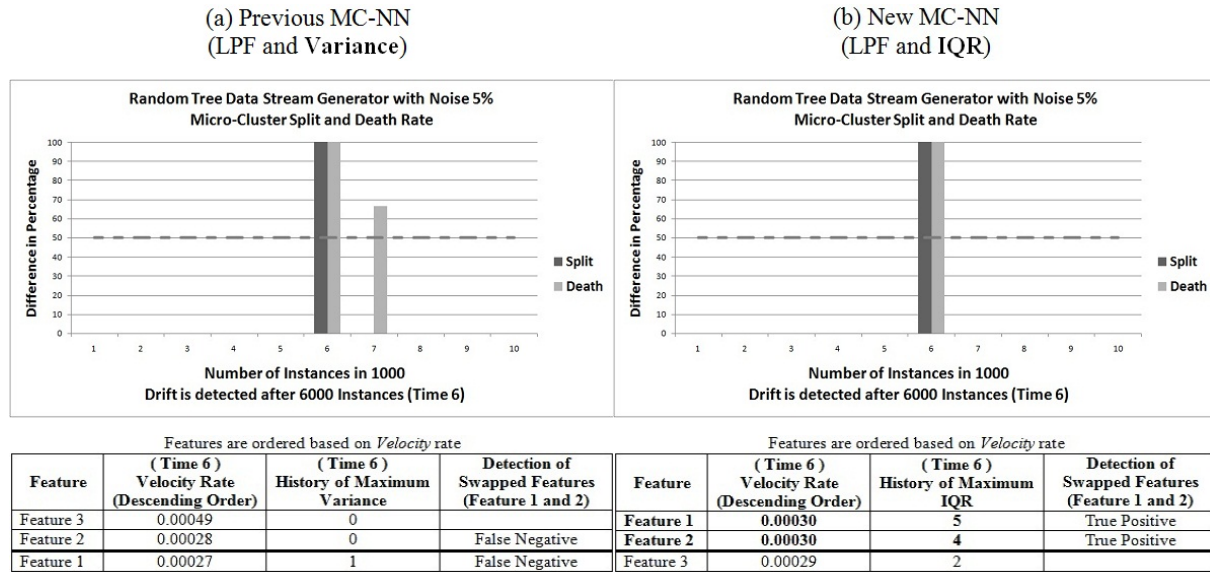 (a) Previous MC-NN
(LPF and Variance)
Random Tree Data Stream Generator with Noise 5%
Micro-Cluster Split and Death Rate
Difference in Percentage
100
90
80
70
60
50
40
30
20
10
0
1 2 3 4 5 6 7 8 9 10
Split
Death
Number of Instances in 1000
Drift is detected after 6000 Instances (Time 6)
Features are ordered based on Velocity rate
Feature ( Time 6 ) Velocity Rate (Descending Order) ( Time 6 ) History of Maximum Variance Detection of Swapped Features (Feature 1 and 2)
Feature 3 0.00049 0
Feature 2 0.00028 0 False Negative
Feature 1 0.00027 1 False Negative
(b) New MC-NN
(LPF and IQR)
Random Tree Data Stream Generator with Noise 5%
Micro-Cluster Split and Death Rate
Difference in Percentage
100
90
80
70
60
50
40
30
20
10
0
1 2 3 4 5 6 7 8 9 10
Split
Death
Number of Instances in 1000
Drift is detected after 6000 Instances (Time 6)
Features are ordered based on Velocity rate
Feature ( Time 6 ) Velocity Rate (Descending Order) ( Time 6 ) History of Maximum IQR Detection of Swapped Features (Feature 1 and 2)
Feature 1 0.00030 5 True Positive
Feature 2 0.00030 4 True Positive
Feature 3 0.00029 2